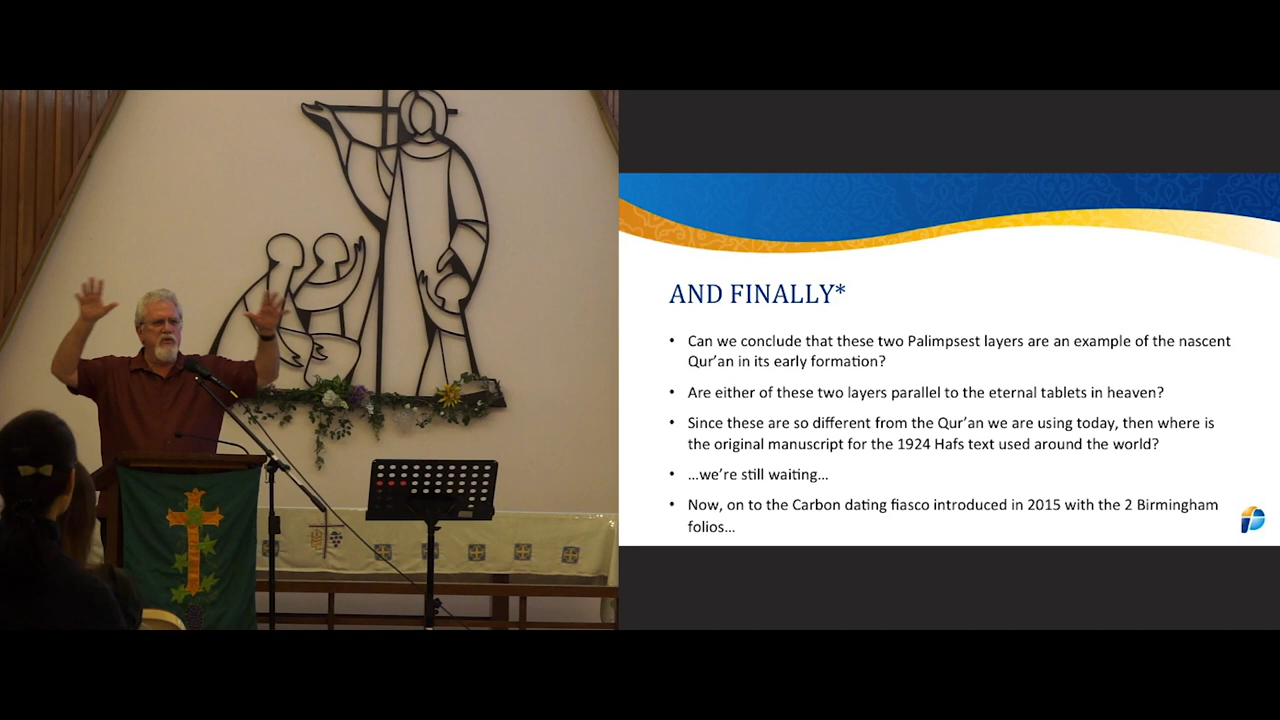 AND FINALLY*
• Can we conclude that these two Palimpsest layers are an example of the nascent
Qur’an in its early formation?
• Are either of these two layers parallel to the eternal tablets in heaven?
• Since these are so different from the Qur’an we are using today, then where is
the original manuscript for the 1924 Hafs text used around the world?
• …we’re still waiting…
• Now, on to the Carbon dating fiasco introduced in 2015 with the 2 Birmingham
folios…